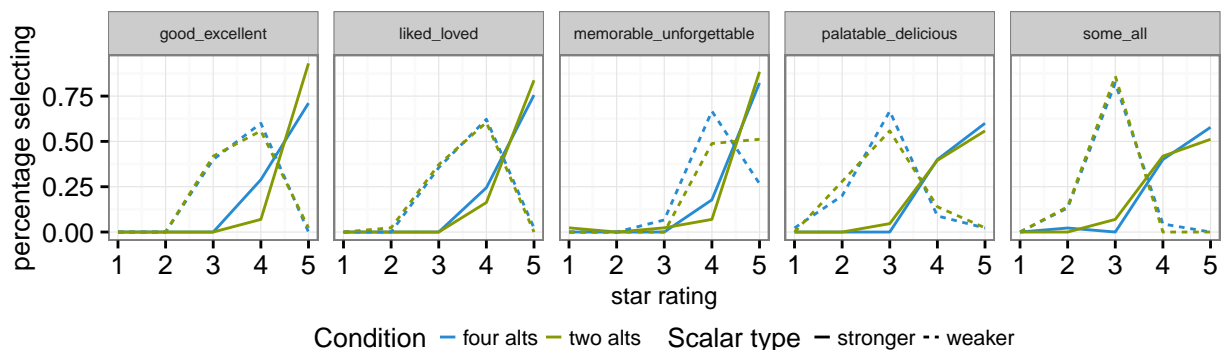 good_excellent liked_loved memorable_unforgettable palatable_delicious some_all
percentage selecting
0.75
0.50
0.25
0.00
1 2 3 4 5 1 2 3 4 5 1 2 3 4 5 1 2 3 4 5 1 2 3 4 5
star rating
Condition four alts two alts Scalar type stronger weaker